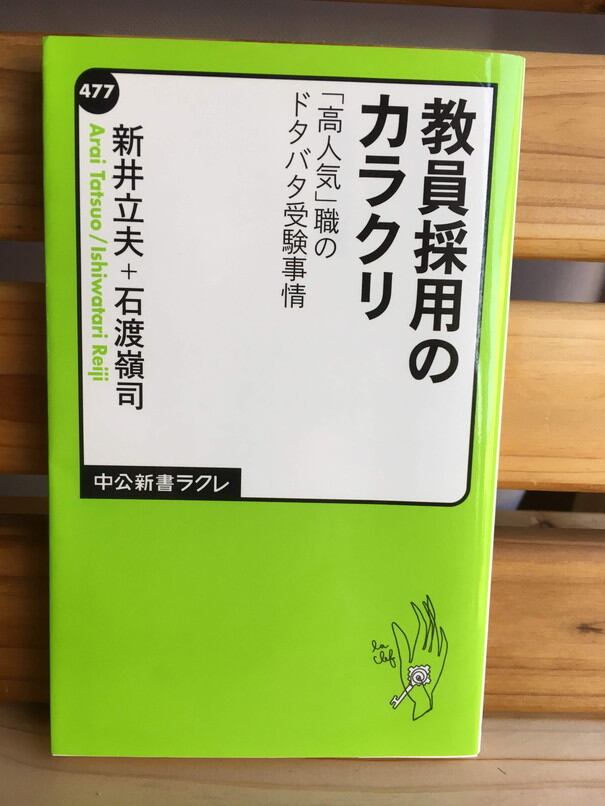 477
教員採用の
カラクリ
「高人気」職の
ドタバタ受験事情
新井立夫＋石渡嶺司
Arai Tatsuo/Ishiwatari Reiji
中公新書ラクレ
la
clef